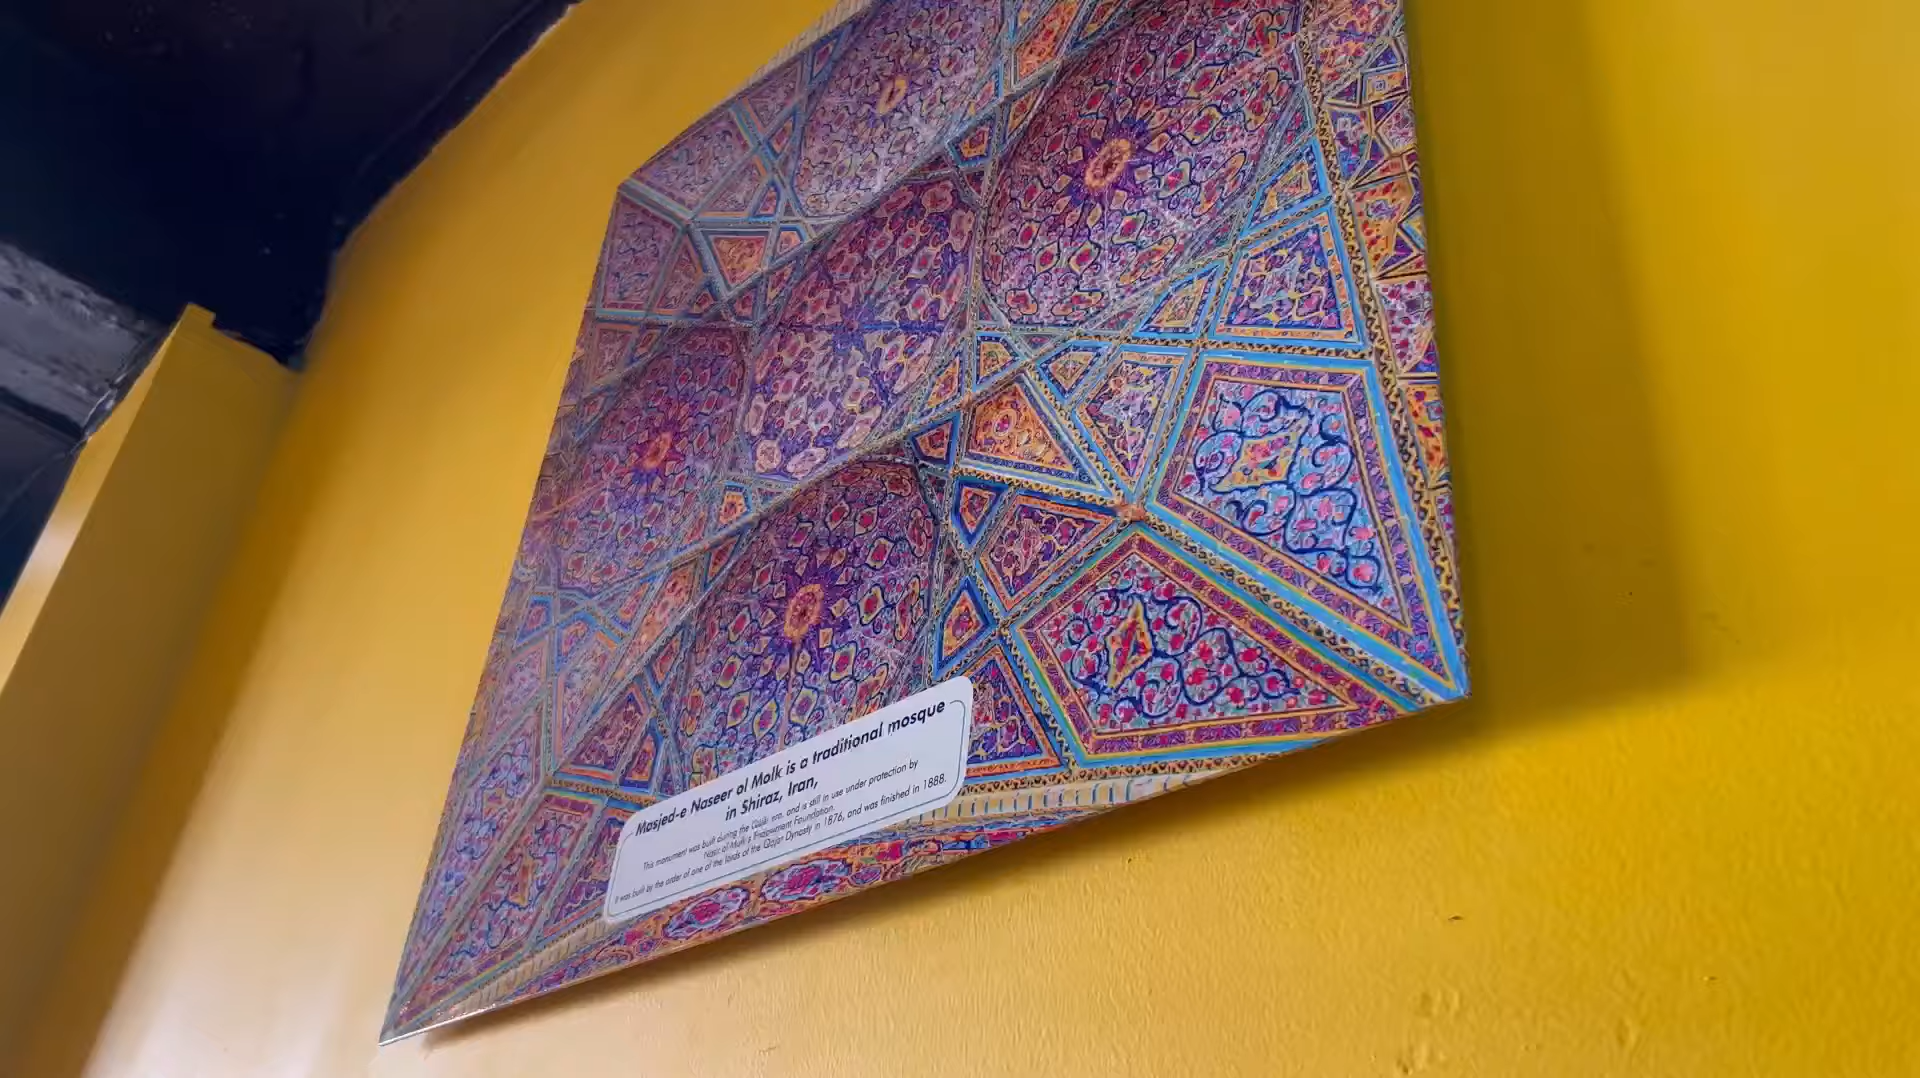 Masjed-e Naseer ol Molk is a traditional mosque
in Shiraz, Iran,
This monument was built during the Qajar era, and is still in use under protection by
Nasir ol Mulk's Endowment Foundation.
It was built by the order of one of the lords of the Qajar Dynasty in 1876, and was finished in 1888.